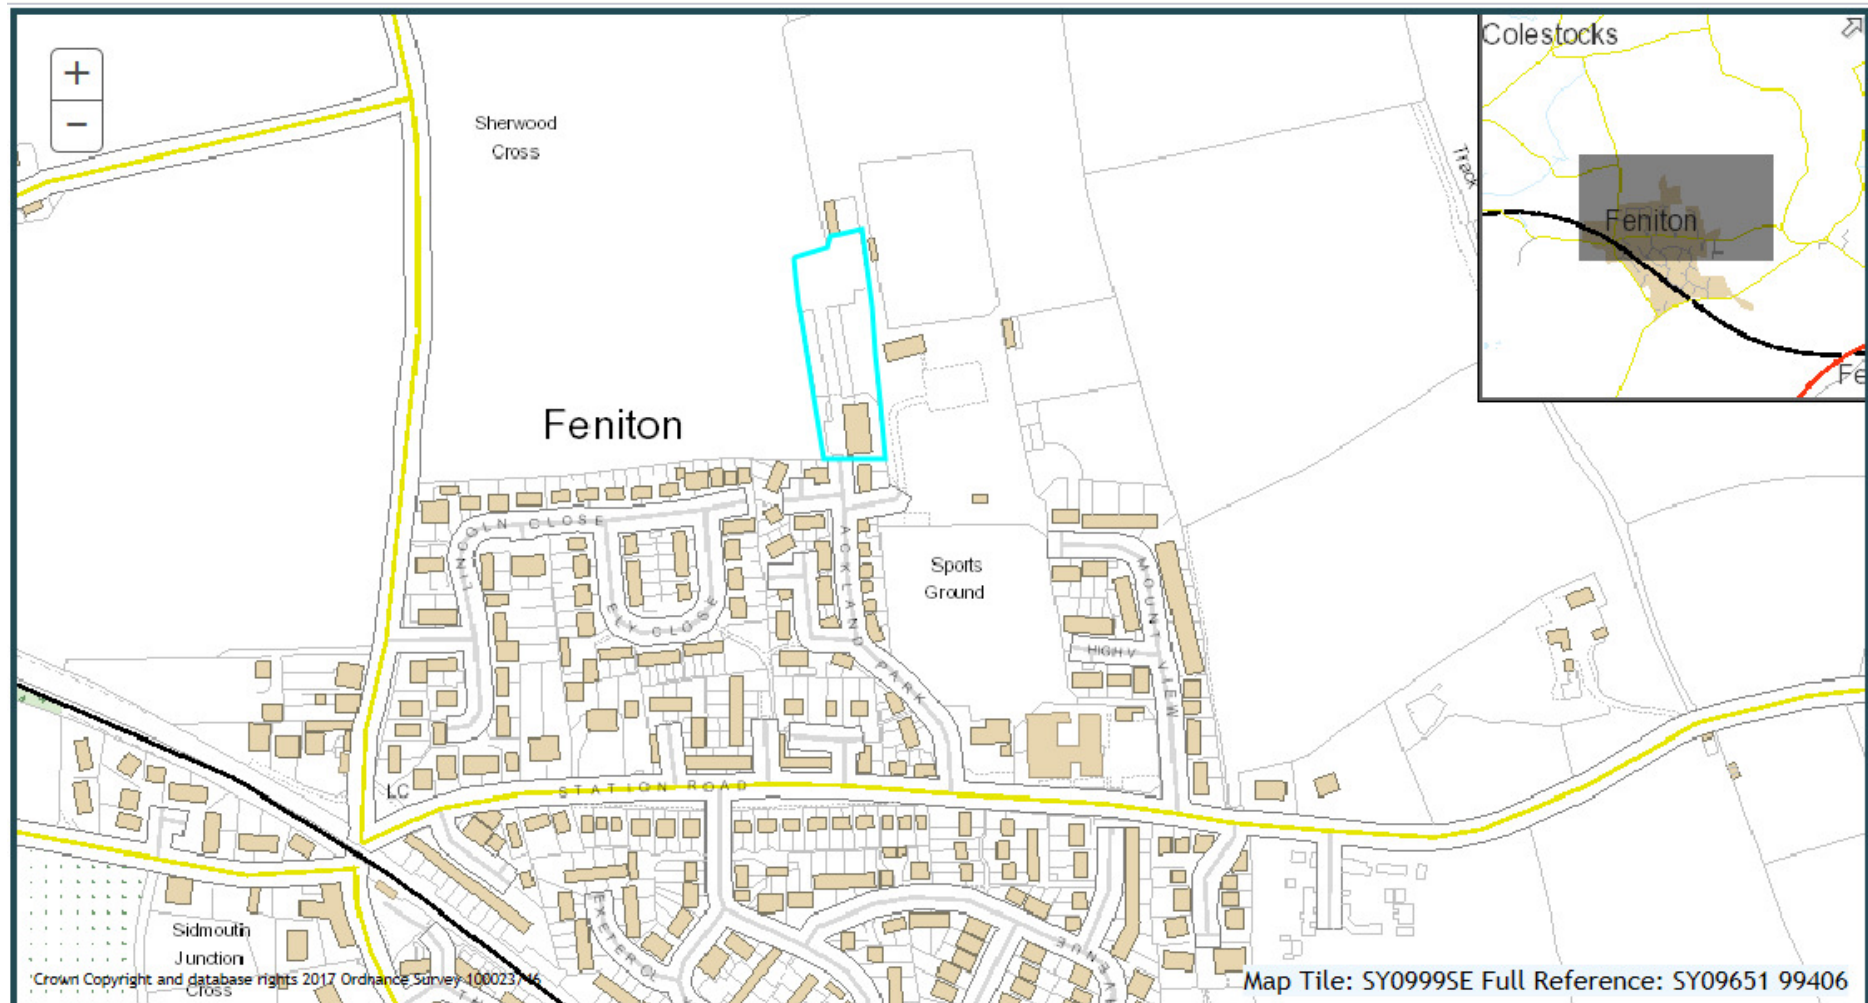 +
−
Sherwood
Cross
Track
Colestocks
Feniton
Fe
Feniton
LINCOLN CLOSE
ELY CLOSE
ACKLAND PARK
Sports
Ground
MOUNT VIEW
HIGH V
LC
STATION ROAD
EXETER
ENUE
Sidmouth
Junction
Cross
Crown Copyright and database rights 2017 Ordnance Survey 100023746
Map Tile: SY0999SE Full Reference: SY09651 99406